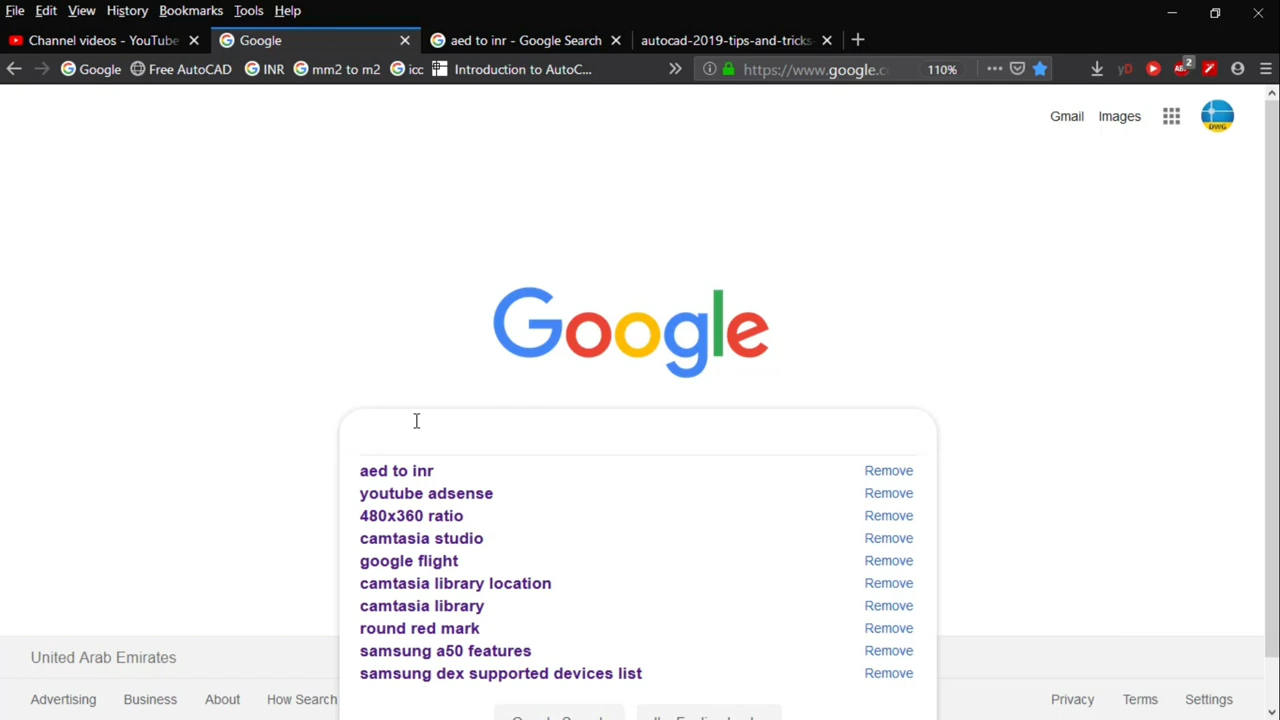 File Edit View History Bookmarks Tools Help
Channel videos - YouTube Google aed to inr - Google Search autocad-2019-tips-and-tricks
Google Free AutoCAD INR mm2 to m2 icc Introduction to AutoC... https://www.google.c 110% yD ABP 2
Gmail Images DWG
Google
aed to inr Remove
youtube adsense Remove
480x360 ratio Remove
camtasia studio Remove
google flight Remove
camtasia library location Remove
camtasia library Remove
round red mark Remove
samsung a50 features Remove
samsung dex supported devices list Remove
United Arab Emirates
Advertising Business About How Search Privacy Terms Settings